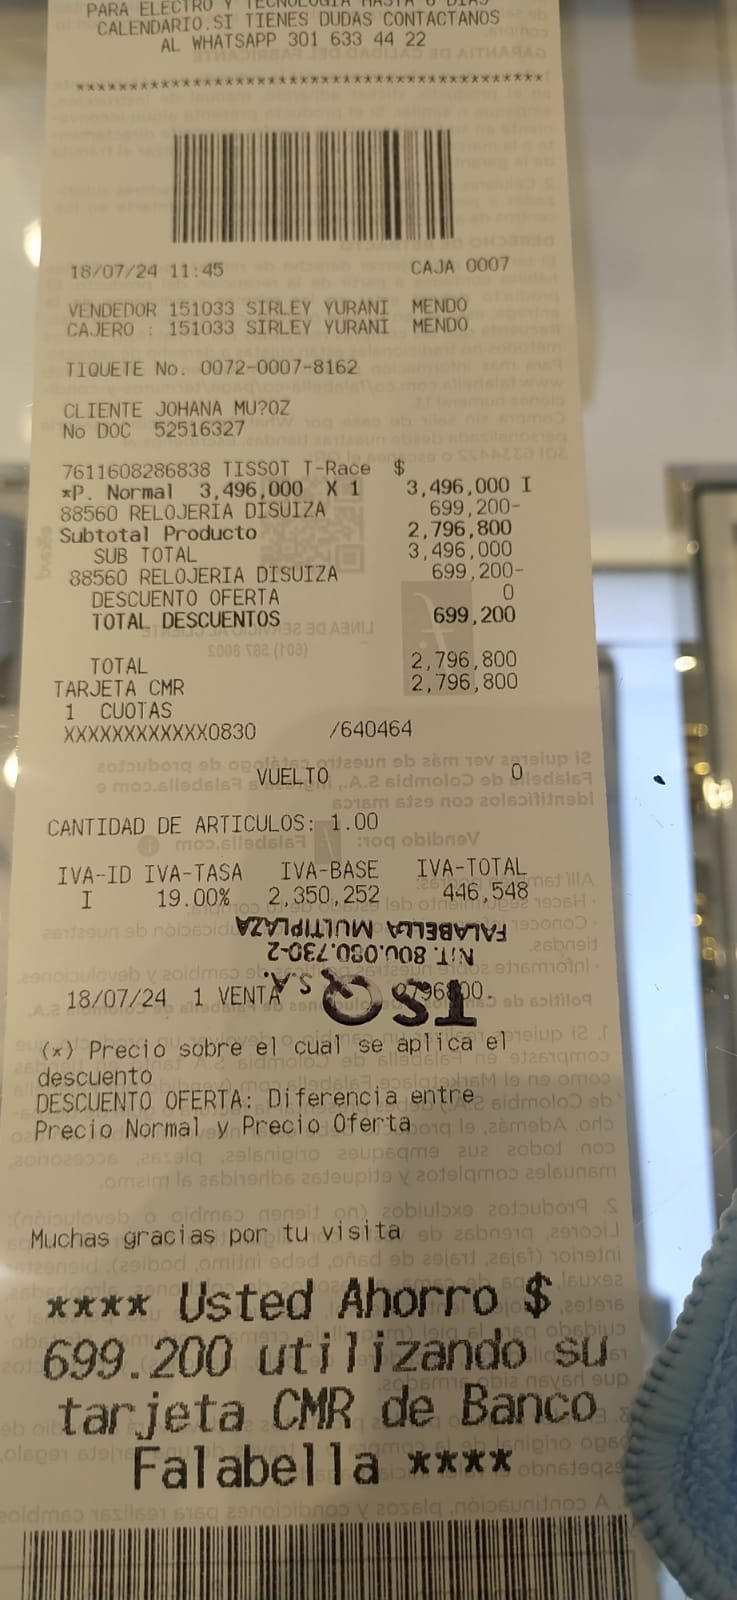 PARA ELECTRO Y TECNOLOGIA HASTA 8 DIAS
CALENDARIO.SI TIENES DUDAS CONTACTANOS
AL WHATSAPP 301 633 44 22
18/07/24 11:45 CAJA 0007
VENDEDOR 151033 SIRLEY YURANI MENDO
CAJERO : 151033 SIRLEY YURANI MENDO
TIQUETE No. 0072-0007-8162
CLIENTE JOHANA MU?OZ
No DOC 52516327
7611608286838 TISSOT T-Race $
*P. Normal 3,496,000 X 1 3,496,000 I
88560 RELOJERIA DISUIZA 699,200-
Subtotal Producto 2,796,800
SUB TOTAL 3,496,000
88560 RELOJERIA DISUIZA 699,200-
DESCUENTO OFERTA 0
TOTAL DESCUENTOS 699,200
TOTAL 2,796,800
TARJETA CMR 2,796,800
1 CUOTAS
XXXXXXXXXXXX0830 /640464
VUELTO 0
CANTIDAD DE ARTICULOS: 1.00
IVA-ID IVA-TASA IVA-BASE IVA-TOTAL
I 19.00% 2,350,252 446,548
FALABELLA MULTIPLAZA
NIT. 800.080.730-2
18/07/24 1 VENTA
(*) Precio sobre el cual se aplica el
descuento
DESCUENTO OFERTA: Diferencia entre
Precio Normal y Precio Oferta
Muchas gracias por tu visita
**** Usted Ahorro $
699.200 utilizando su
tarjeta CMR de Banco
Falabella ****